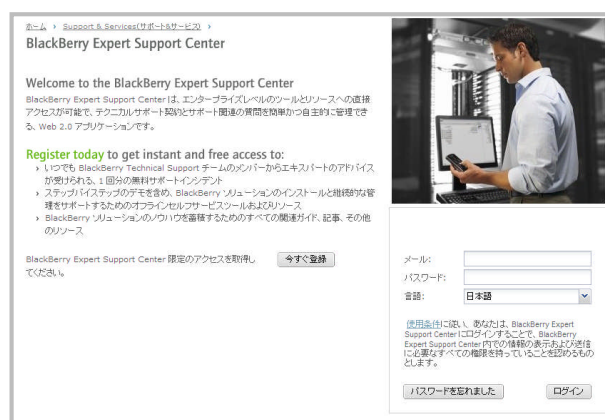 ホーム › Support & Services(サポート&サービス) ›
BlackBerry Expert Support Center
Welcome to the BlackBerry Expert Support Center
BlackBerry Expert Support Center は、エンタープライズレベルのツールとリソースへの直接
アクセスが可能で、テクニカルサポート契約とサポート関連の質問を簡単かつ自主的に管理でき
る、Web 2.0 アプリケーションです。
Register today to get instant and free access to:
› いつでも BlackBerry Technical Support チームのメンバーからエキスパートのアドバイス
が受けられる、1 回分の無料サポートインシデント
› ステップバイステップのデモを含め、BlackBerry ソリューションのインストールと継続的な管
理をサポートするためのオフラインセルフサービスツールおよびリソース
› BlackBerry ソリューションのノウハウを蓄積するためのすべての関連ガイド、記事、その他
のリソース
BlackBerry Expert Support Center 限定のアクセスを取得し
てください。
今すぐ登録
メール:
パスワード:
言語: 日本語
使用条件に従い、あなたは、BlackBerry Expert
Support Center にログインすることで、BlackBerry
Expert Support Center 内での情報の表示および送信
に必要なすべての権限を持っていることを認めるもの
とします。
パスワードを忘れました ログイン